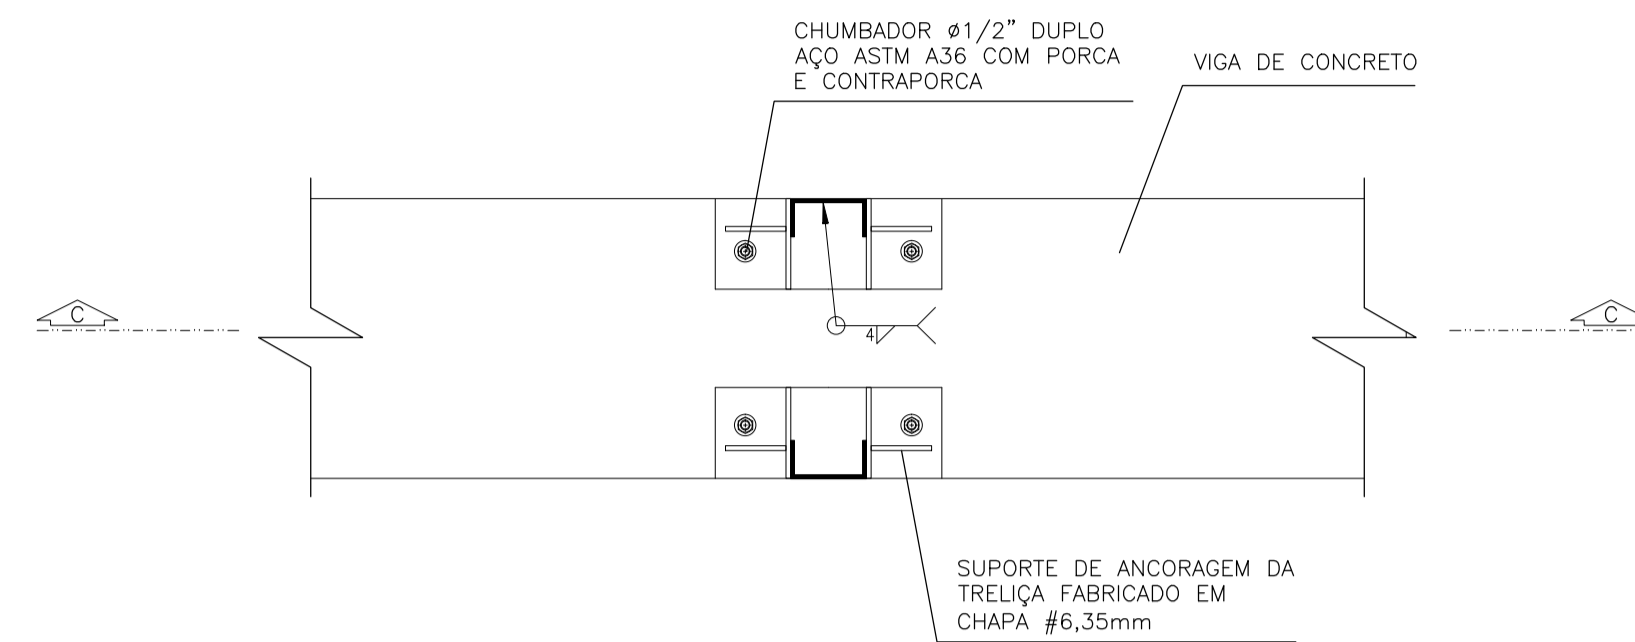 CHUMBADOR ø1/2" DUPLO
AÇO ASTM A36 COM PORCA
E CONTRAPORCA
VIGA DE CONCRETO
C
C
4
SUPORTE DE ANCORAGEM DA
TRELIÇA FABRICADO EM
CHAPA #6,35mm